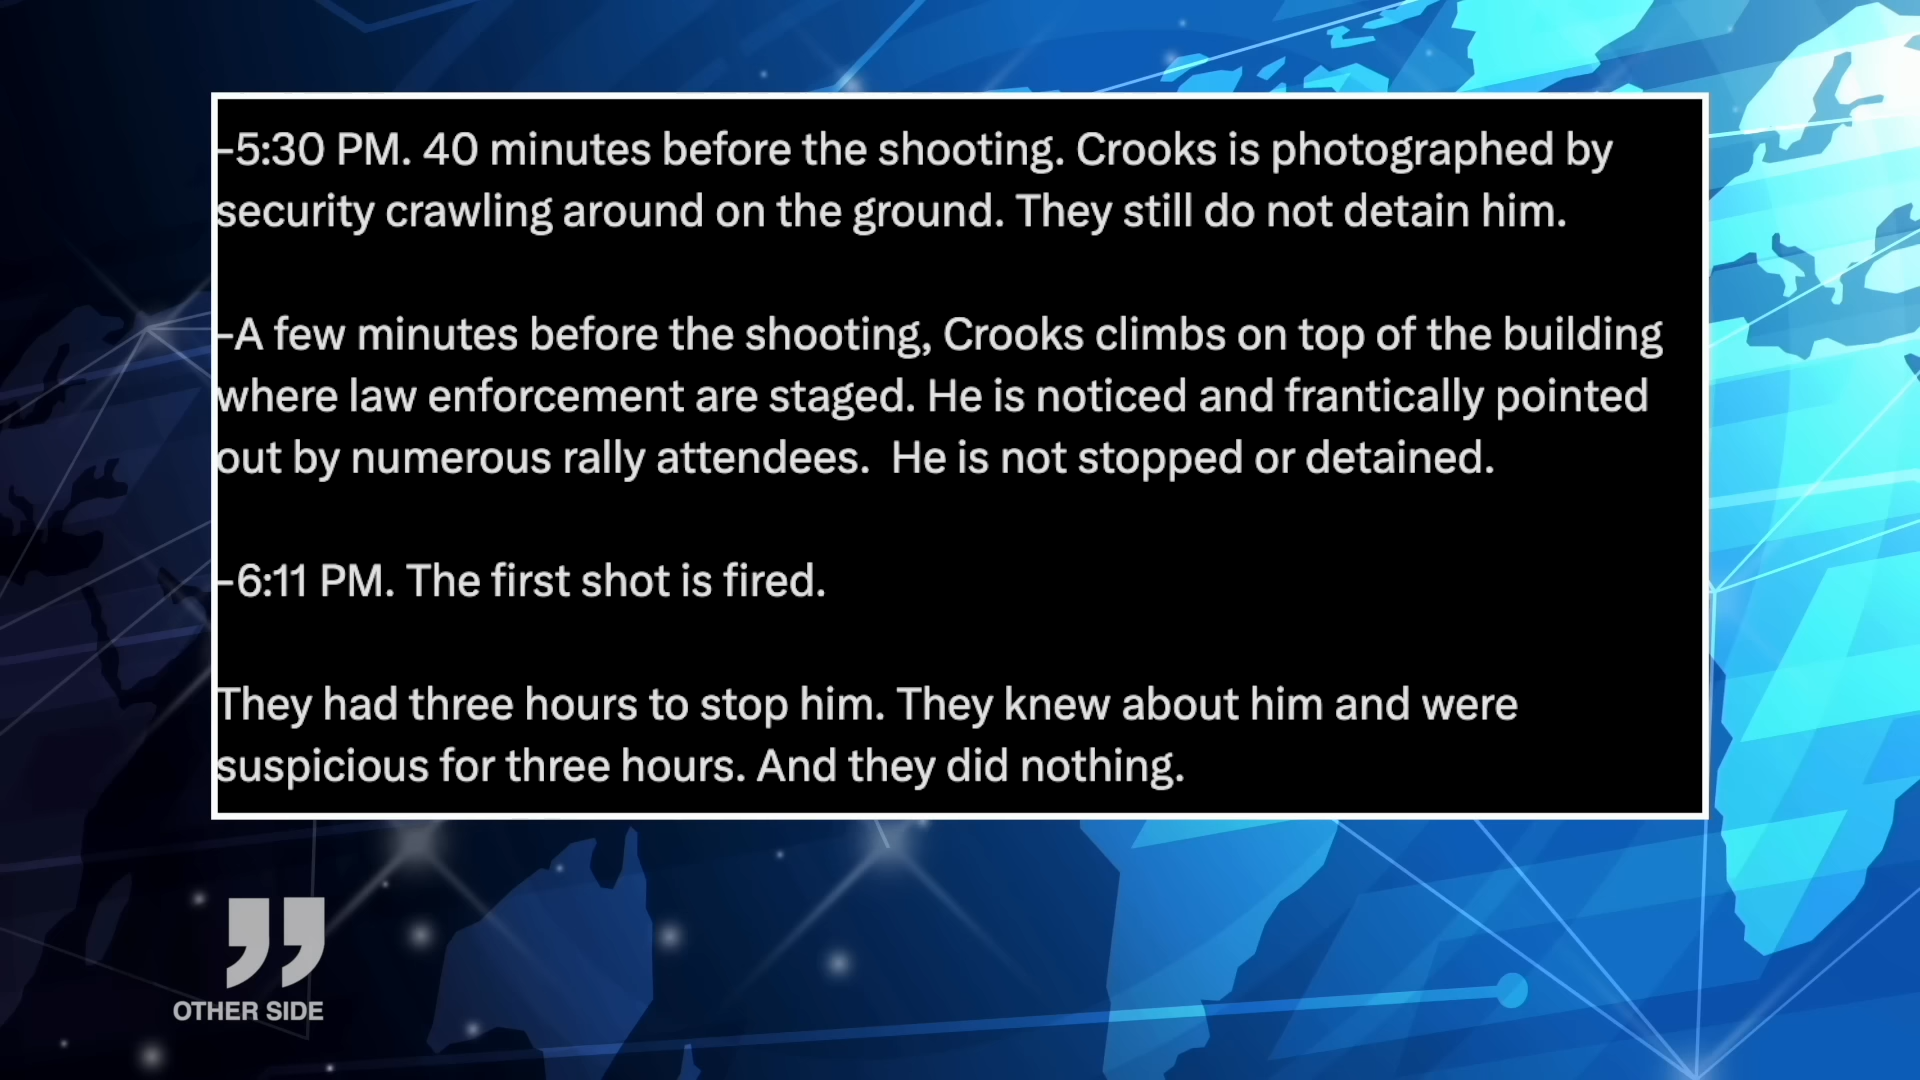 -5:30 PM. 40 minutes before the shooting. Crooks is photographed by
security crawling around on the ground. They still do not detain him.
-A few minutes before the shooting, Crooks climbs on top of the building
where law enforcement are staged. He is noticed and frantically pointed
out by numerous rally attendees.  He is not stopped or detained.
-6:11 PM. The first shot is fired.
They had three hours to stop him. They knew about him and were
suspicious for three hours. And they did nothing.
OTHER SIDE